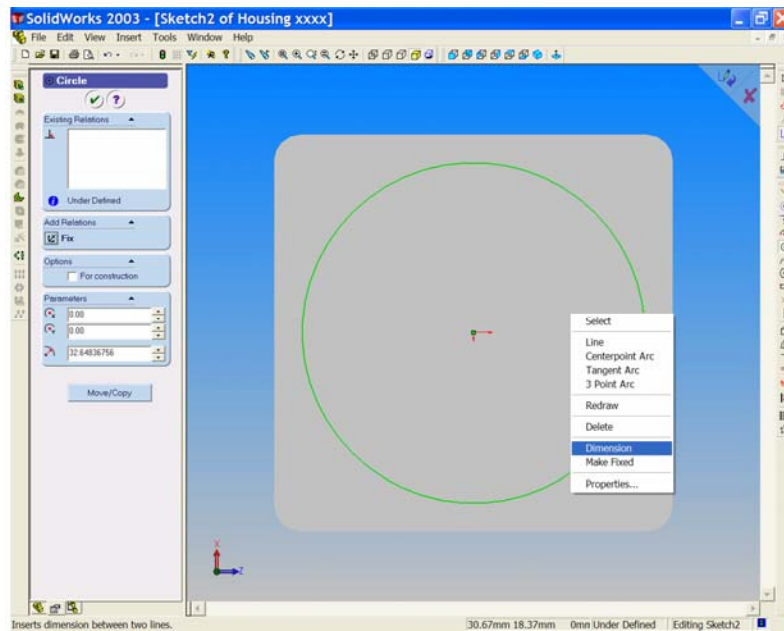 SolidWorks 2003 - [Sketch2 of Housing xxxx]
File Edit View Insert Tools Window Help
Circle
Existing Relations
Under Defined
Add Relations
Fix
Options
For construction
Parameters
0.00
0.00
32.64836756
Move/Copy
Select
Line
Centerpoint Arc
Tangent Arc
3 Point Arc
Redraw
Delete
Dimension
Make Fixed
Properties...
X
Z
Inserts dimension between two lines.
30.67mm 18.37mm 0mn Under Defined Editing Sketch2